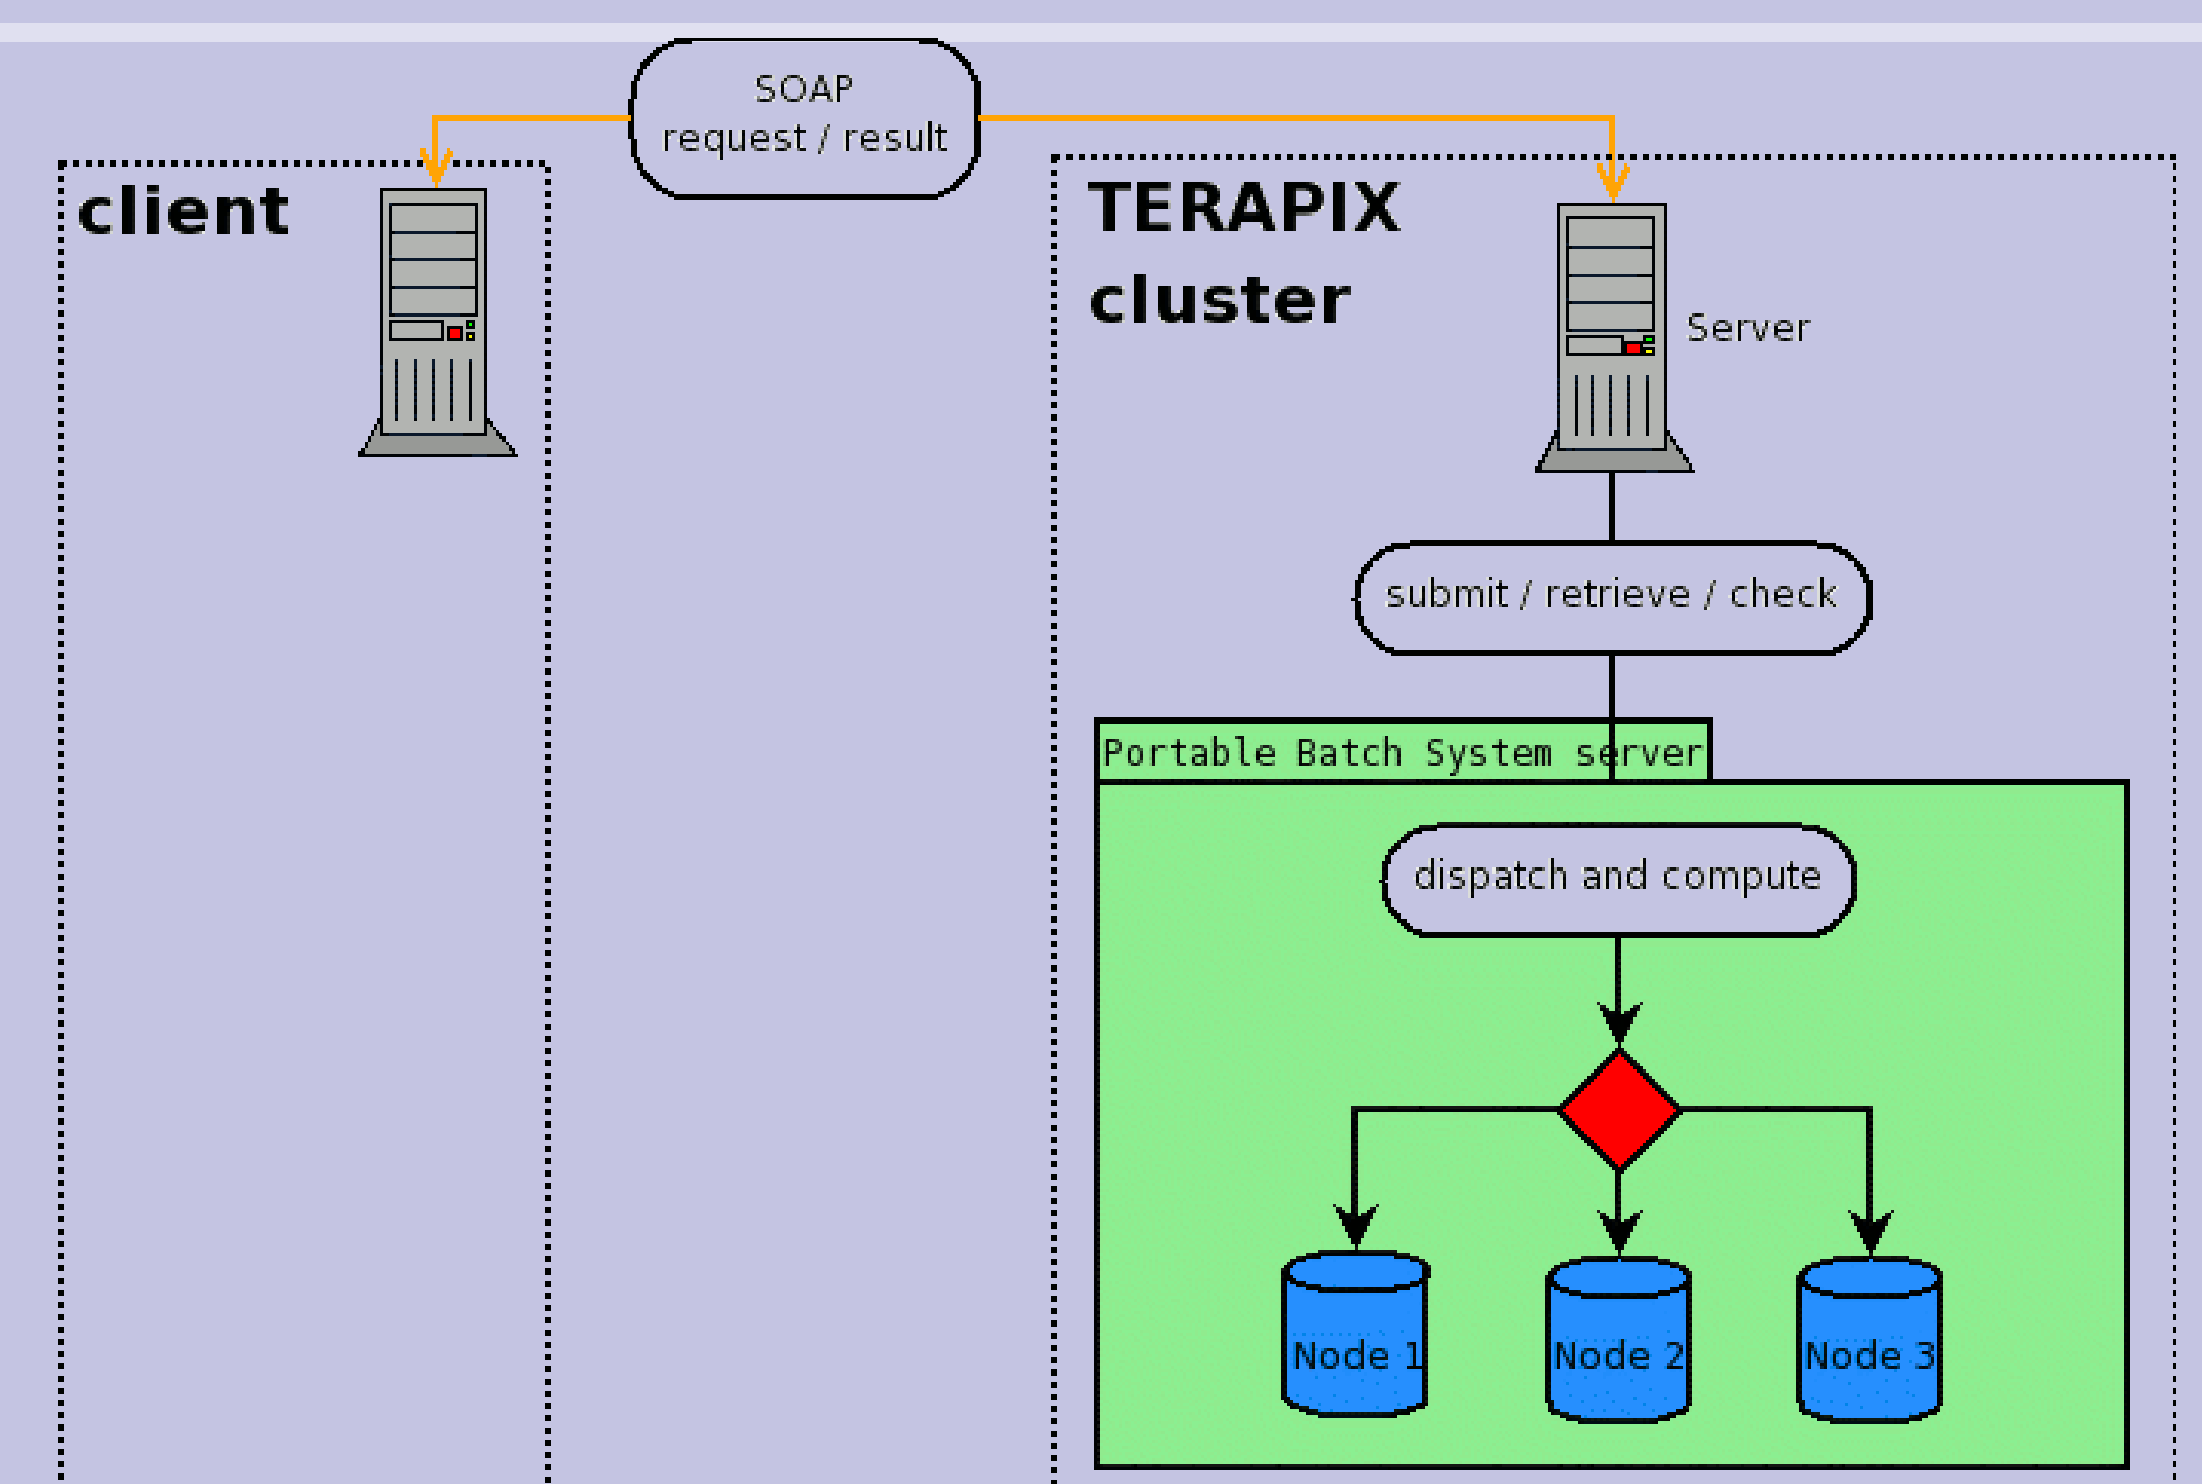 SOAP
request / result
client
TERAPIX
cluster
Server
submit / retrieve / check
Portable Batch System server
dispatch and compute
Node 1
Node 2
Node 3